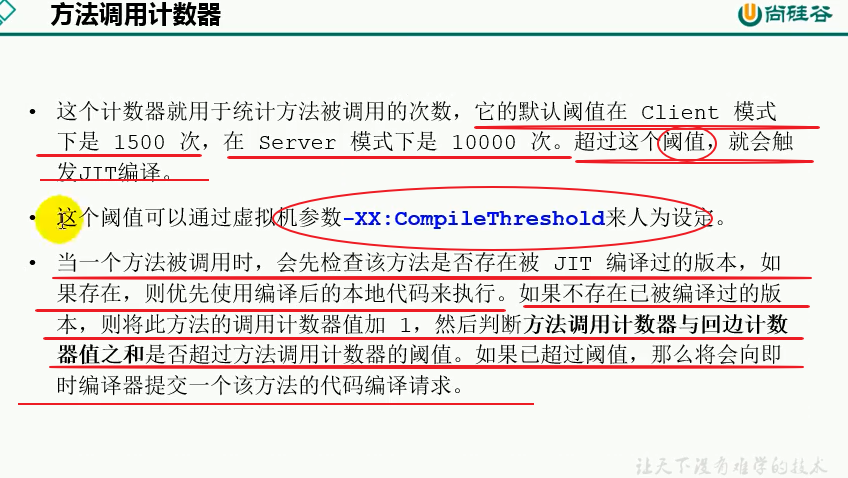 方法调用计数器
尚硅谷
• 这个计数器就用于统计方法被调用的次数，它的默认阈值在 Client 模式
下是 1500 次，在 Server 模式下是 10000 次。超过这个阈值，就会触
发JIT编译。
• 这个阈值可以通过虚拟机参数-XX:CompileThreshold来人为设定。
• 当一个方法被调用时，会先检查该方法是否存在被 JIT 编译过的版本，如
果存在，则优先使用编译后的本地代码来执行。如果不存在已被编译过的版
本，则将此方法的调用计数器值加 1，然后判断方法调用计数器与回边计数
器值之和是否超过方法调用计数器的阈值。如果已超过阈值，那么将会向即
时编译器提交一个该方法的代码编译请求。
让天下没有难学的技术